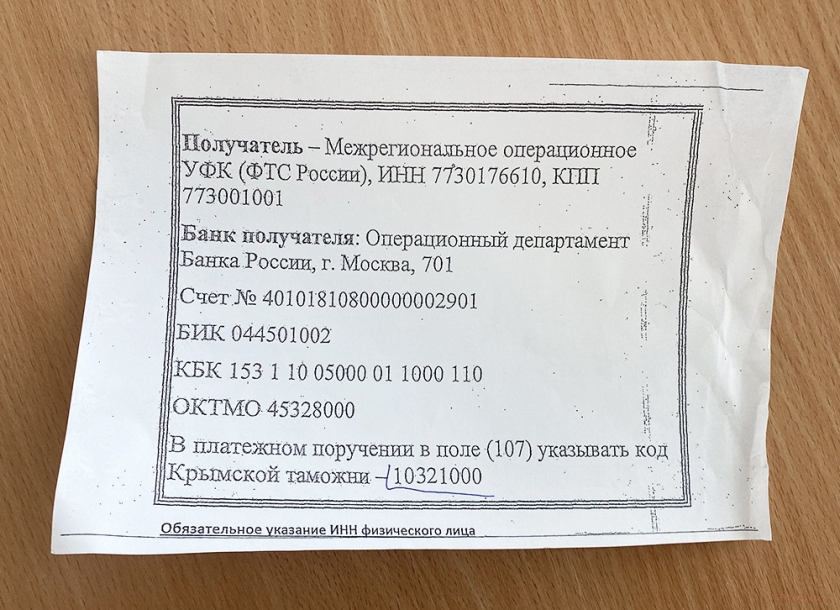 Получатель – Межрегиональное операционное
УФК (ФТС России), ИНН 7730176610, КПП
773001001
Банк получателя: Операционный департамент
Банка России, г. Москва, 701
Счет № 40101810800000002901
БИК 044501002
КБК 153 1 10 05000 01 1000 110
ОКТМО 45328000
В платежном поручении в поле (107) указывать код
Крымской таможни – 10321000
Обязательное указание ИНН физического лица